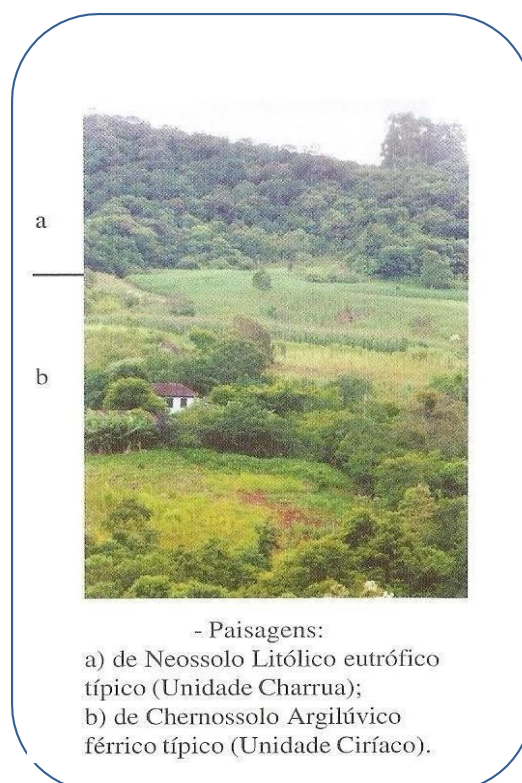 a
b
- Paisagens:
a) de Neossolo Litólico eutrófico
típico (Unidade Charrua);
b) de Chernossolo Argilúvico
férrico típico (Unidade Ciríaco).